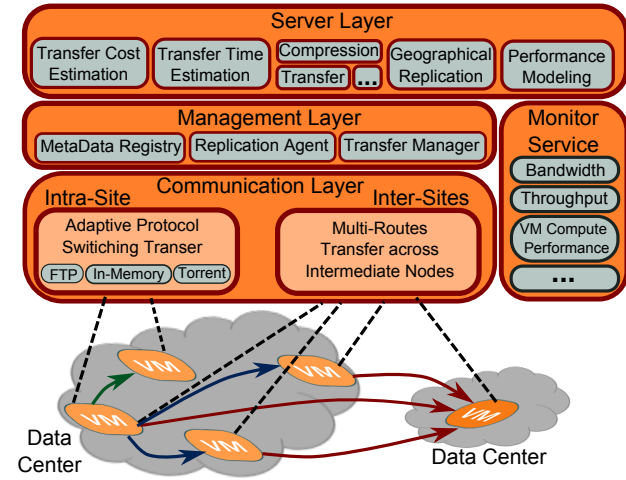 Server Layer
Transfer Cost
Estimation
Transfer Time
Estimation
Compression
Transfer
...
Geographical
Replication
Performance
Modeling
Management Layer
MetaData Registry
Replication Agent
Transfer Manager
Monitor
Service
Bandwidth
Throughput
VM Compute
Performance
...
Communication Layer
Intra-Site
Inter-Sites
Adaptive Protocol
Switiching Transer
FTP
In-Memory
Torrent
Multi-Routes
Transfer across
Intermediate Nodes
VM
VM
VM
VM
VM
Data
Center
Data Center